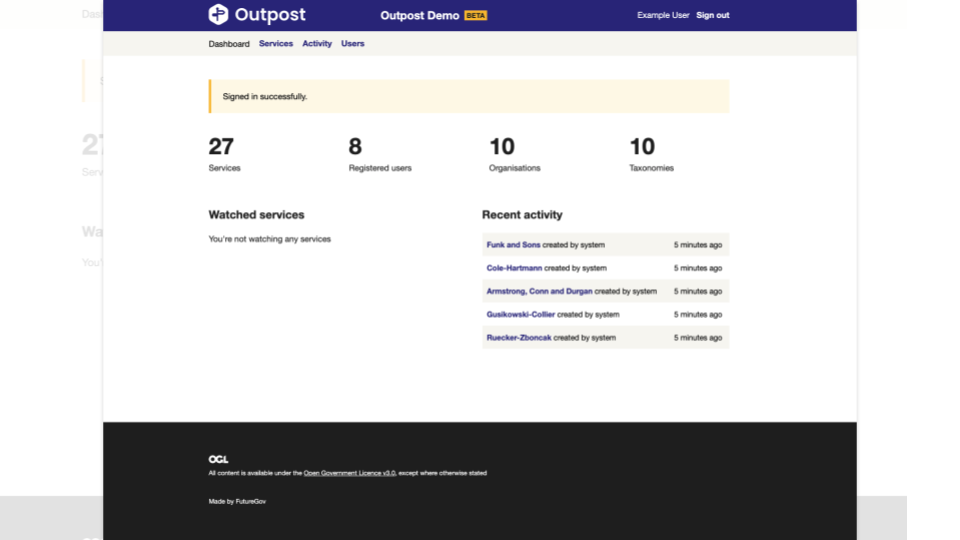 Outpost
Outpost Demo BETA
Example User Sign out
Dashboard Services Activity Users
Signed in successfully.
27 8 10 10
Services Registered users Organisations Taxonomies
Watched services
You're not watching any services
Recent activity
Funk and Sons created by system 5 minutes ago
Cole-Hartmann created by system 5 minutes ago
Armstrong, Conn and Durgan created by system 5 minutes ago
Gusikowski-Collier created by system 5 minutes ago
Ruecker-Zboncak created by system 5 minutes ago
OGL
All content is available under the Open Government Licence v3.0, except where otherwise stated
Made by FutureGov